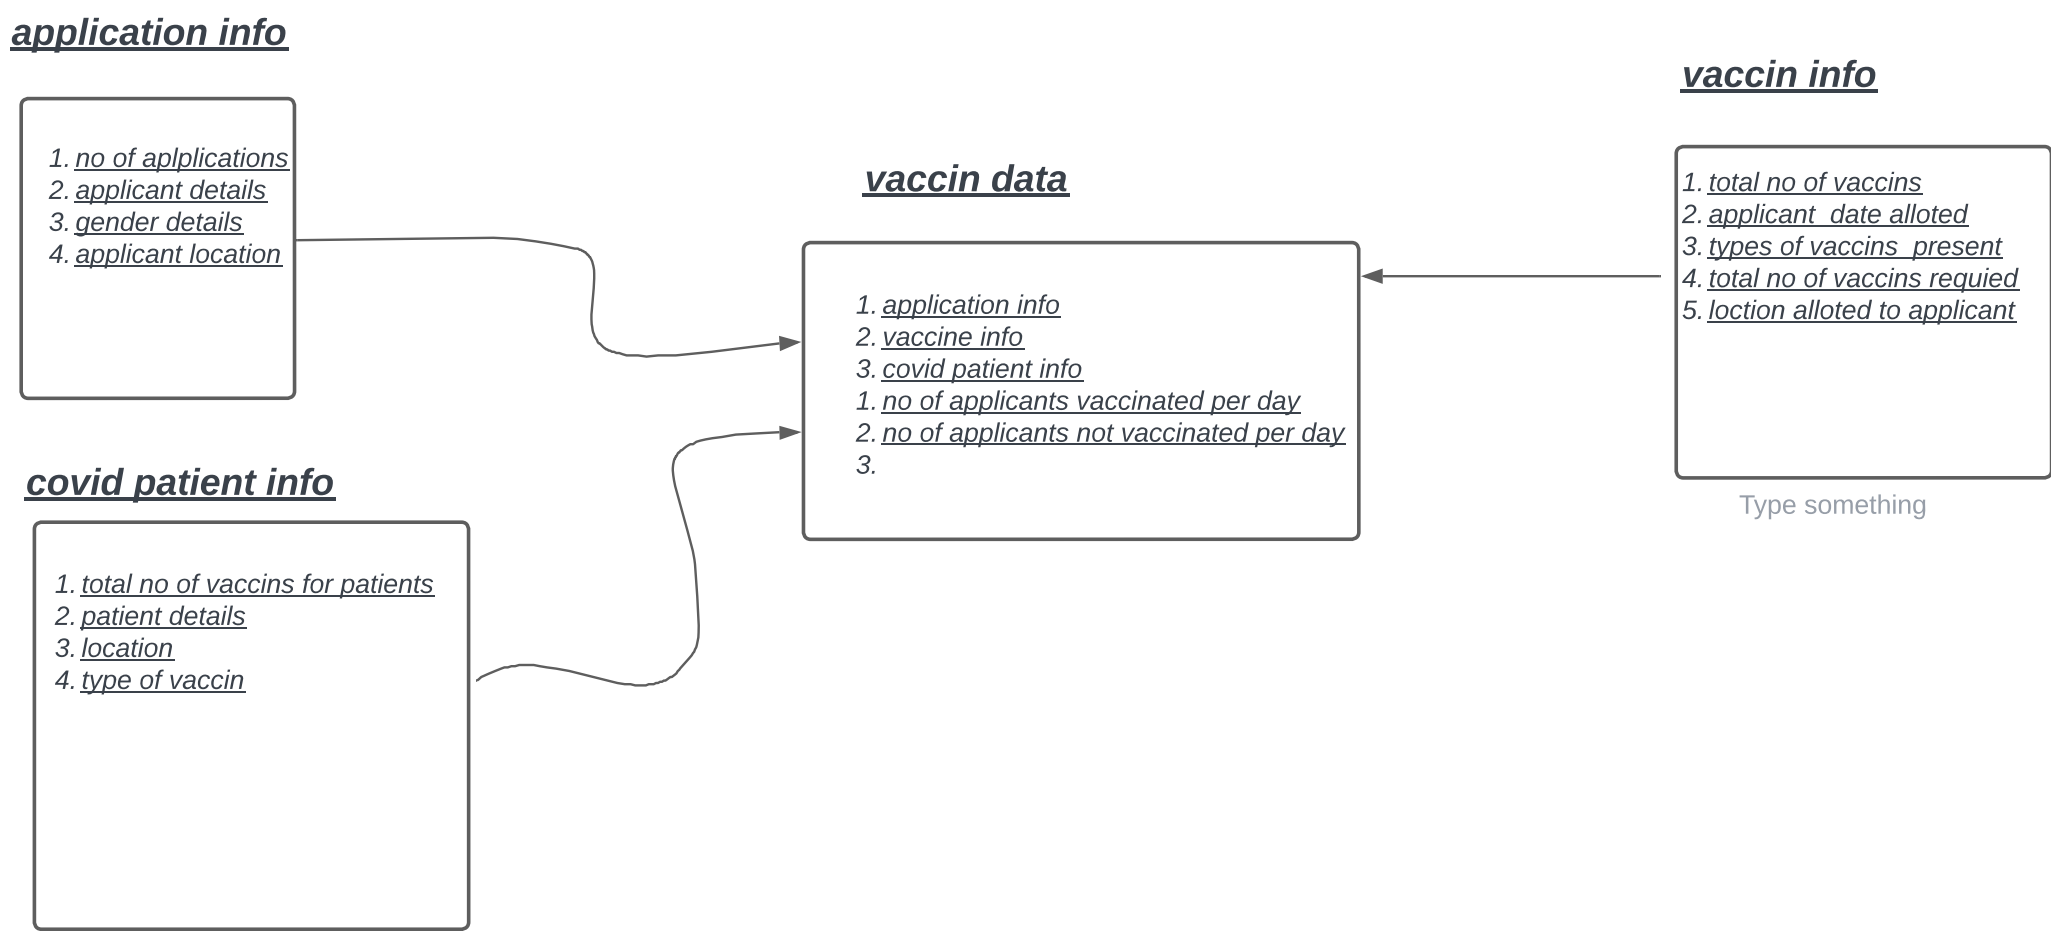 application info
1. no of aplplications
2. applicant details
3. gender details
4. applicant location
covid patient info
1. total no of vaccins for patients
2. patient details
3. location
4. type of vaccin
vaccin data
1. application info
2. vaccine info
3. covid patient info
1. no of applicants vaccinated per day
2. no of applicants not vaccinated per day
3.
vaccin info
1. total no of vaccins
2. applicant  date alloted
3. types of vaccins  present
4. total no of vaccins requied
5. loction alloted to applicant
Type something